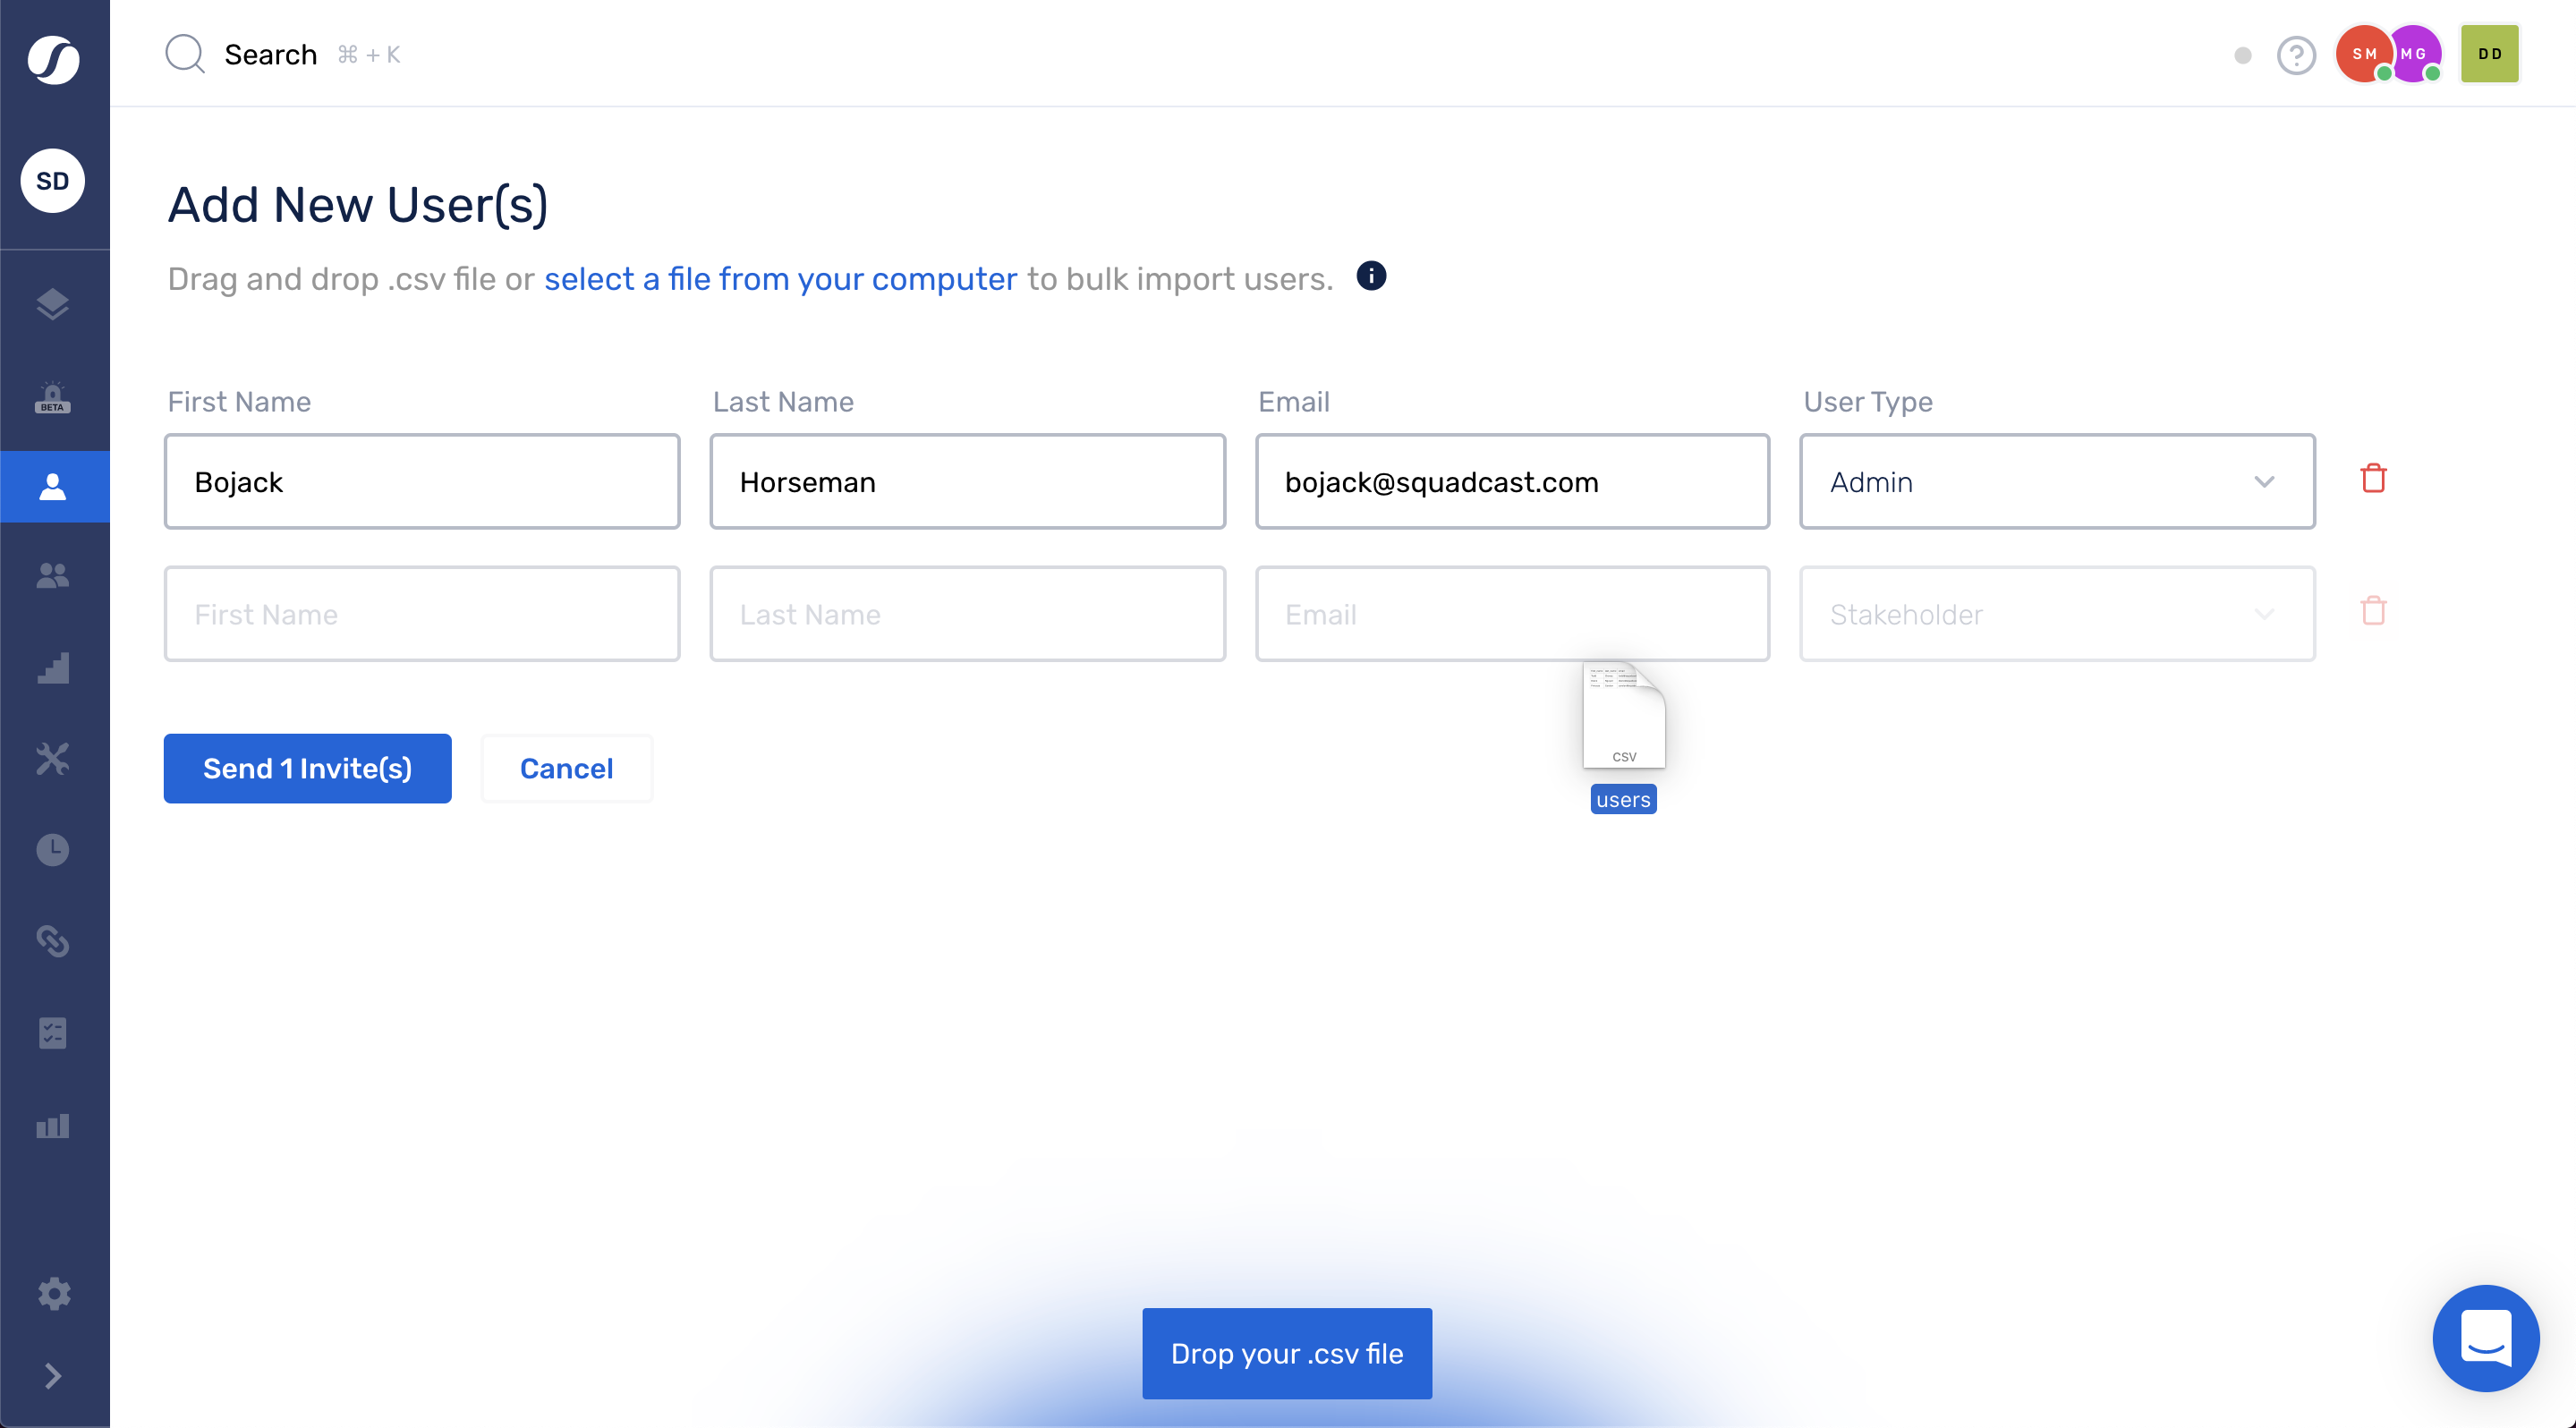 Search ⌘ + K
SM
MG
DD
SD
Add New User(s)
Drag and drop .csv file or select a file from your computer to bulk import users.
BETA
First Name
Last Name
Email
User Type
Bojack
Horseman
bojack@squadcast.com
Admin
First Name
Last Name
Email
Stakeholder
CSV
users
Send 1 Invite(s)
Cancel
Drop your .csv file